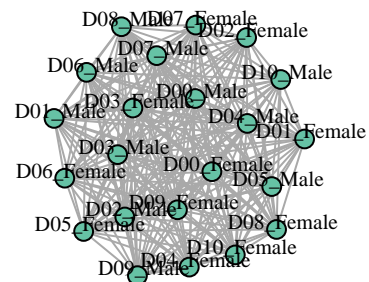 D08_Male
D07_Female
D02_Female
D07_Male
D06_Male
D10_Male
D00_Male
D03_Female
D01_Male
D04_Male
D01_Female
D03_Male
D00_Female
D06_Female
D05_Male
D09_Female
D02_Male
D05_Female
D08_Female
D10_Female
D04_Female
D09_Male